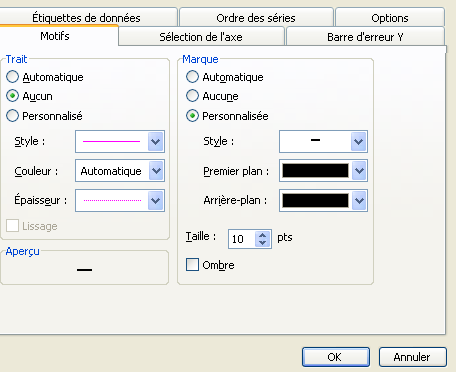 Étiquettes de données Ordre des séries Options
Motifs Sélection de l'axe Barre d'erreur Y
Trait
Automatique
Aucun
Personnalisé
Style :
Couleur : Automatique
Épaisseur :
Lissage
Aperçu
Marque
Automatique
Aucune
Personnalisée
Style :
Premier plan :
Arrière-plan :
Taille : 10 pts
Ombre
OK Annuler